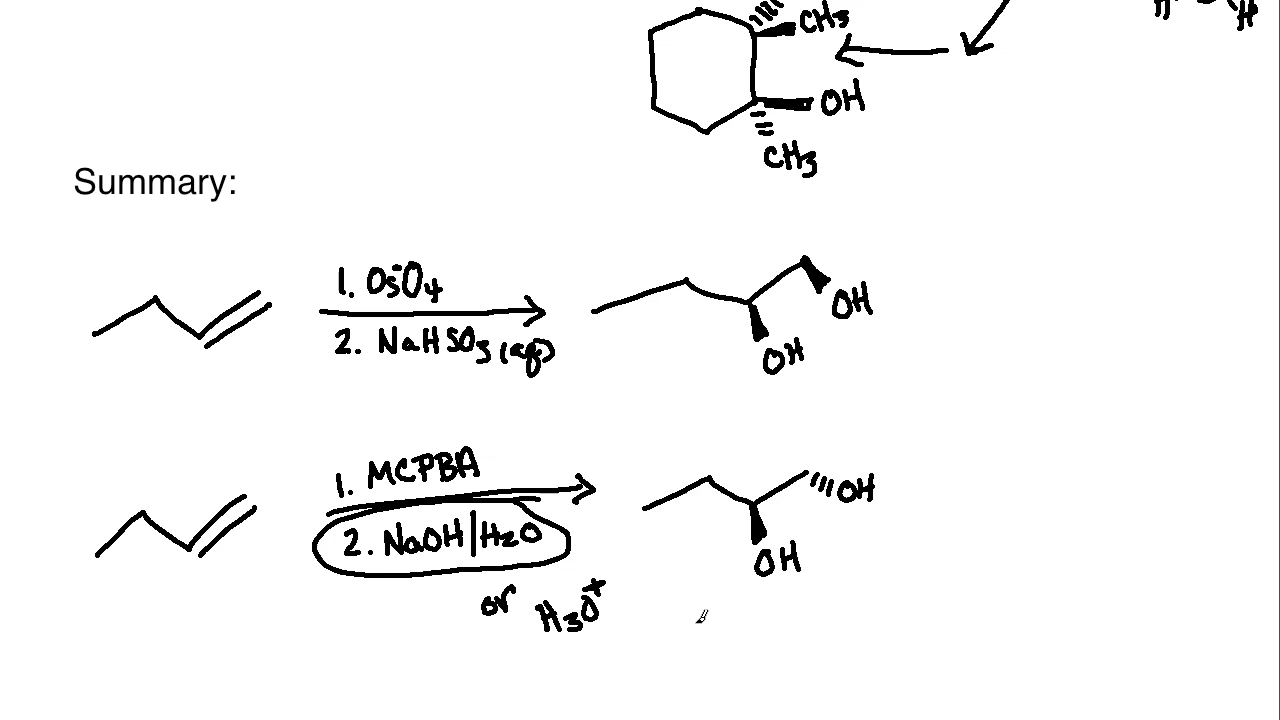 CH3
H
H
OH
CH3
Summary:
1. OsO4
2. NaHSO3 (aq)
OH
OH
1. MCPBA
2. NaOH/H2O
or H3O+
OH
OH